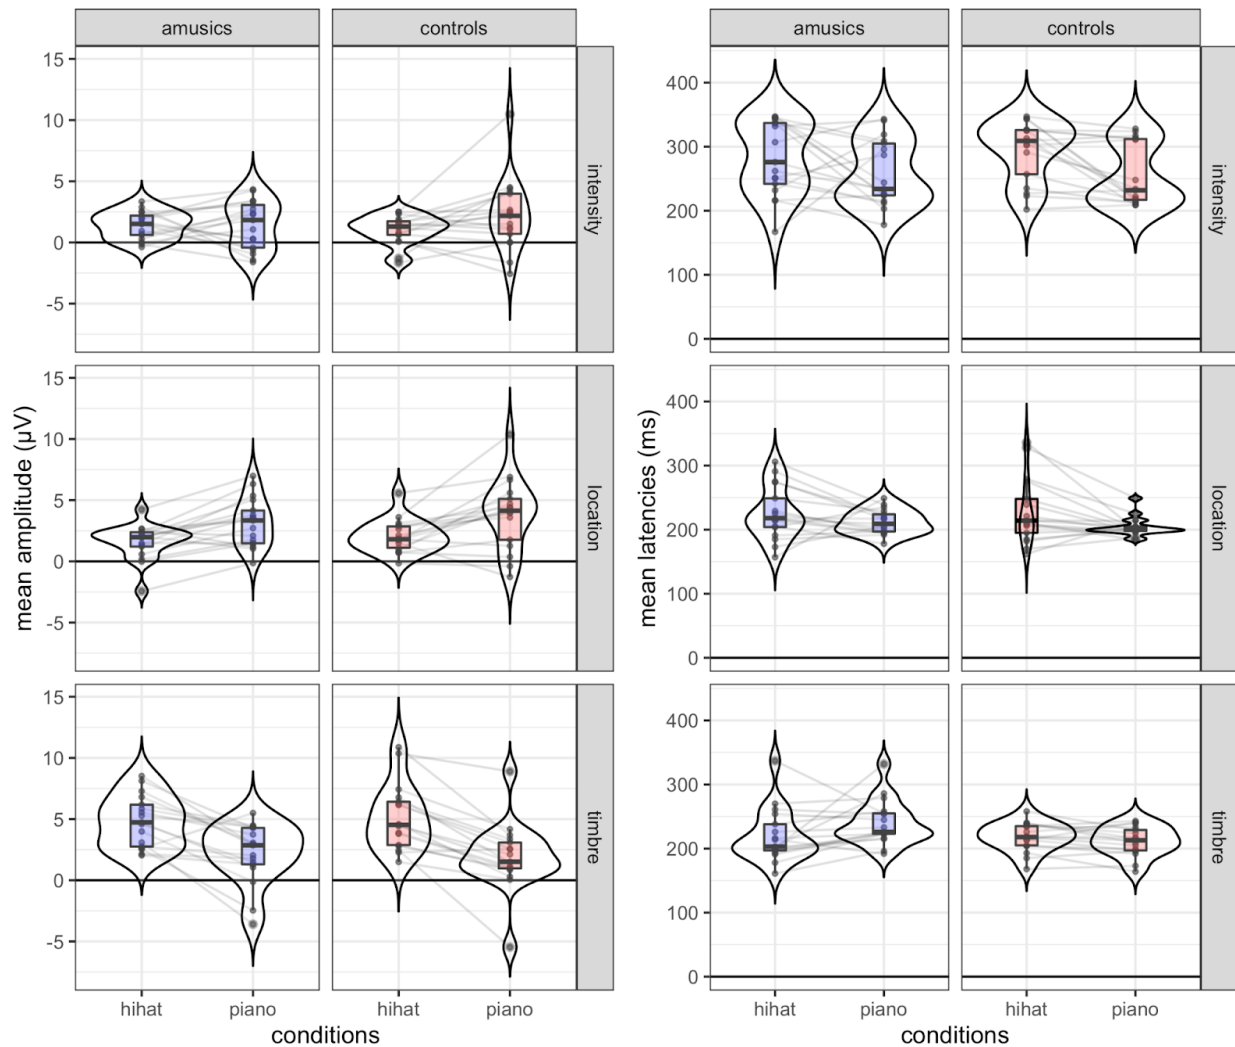 amusics controls
15
10
5
0
-5
intensity
15
10
5
0
-5
location
15
10
5
0
-5
timbre
mean amplitude (µV)
hihat piano hihat piano
conditions
amusics controls
400
300
200
100
0
intensity
400
300
200
100
0
location
400
300
200
100
0
timbre
mean latencies (ms)
hihat piano hihat piano
conditions